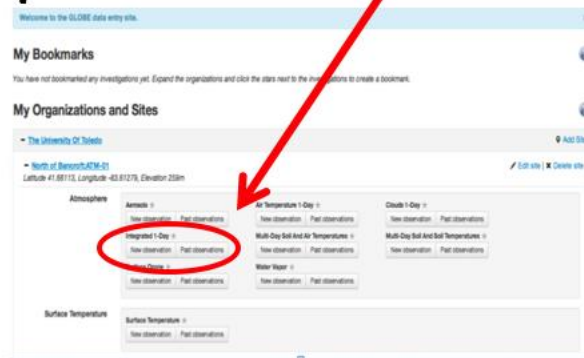 Welcome to the GLOBE data entry site.
My Bookmarks
You have not bookmarked any investigations yet. Expand the organizations and click the stars next to the investigations to create a bookmark.
My Organizations and Sites
The University Of Toledo
Add Site
North of Bancroft:ATM-01
Edit site | Delete site
Latitude 41.66113, Longitude -83.61279, Elevation 259m
Atmosphere
Aerosols
Air Temperature 1-Day
Clouds 1-Day
New observation Past observations
New observation Past observations
New observation Past observations
Integrated 1-Day
Multi-Day Soil And Air Temperatures
Multi-Day Soil And Soil Temperatures
New observation Past observations
New observation Past observations
New observation Past observations
Surface Ozone
Water Vapor
New observation Past observations
New observation Past observations
Surface Temperature
Surface Temperature
New observation Past observations